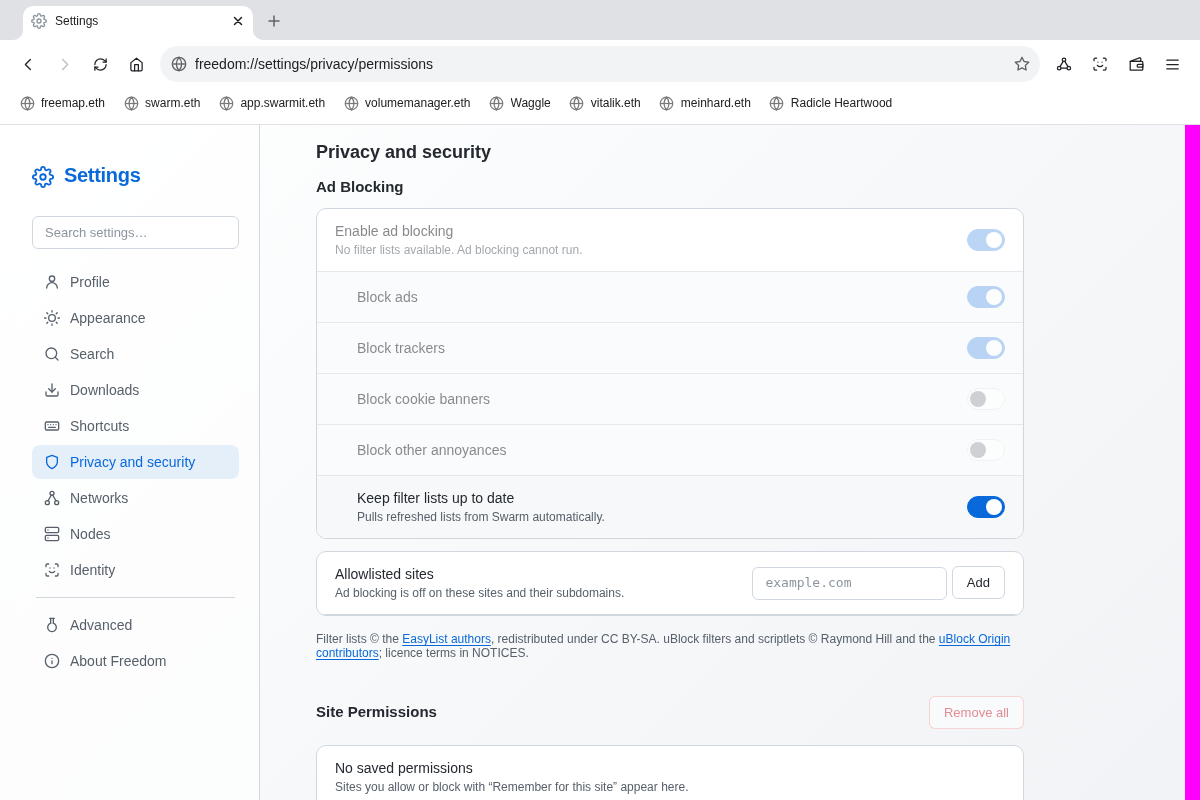 Settings
freedom://settings/privacy/permissions
freemap.eth
swarm.eth
app.swarmit.eth
volumemanager.eth
Waggle
vitalik.eth
meinhard.eth
Radicle Heartwood
Settings
Search settings…
Profile
Appearance
Search
Downloads
Shortcuts
Privacy and security
Networks
Nodes
Identity
Advanced
About Freedom
Privacy and security
Ad Blocking
Enable ad blocking
No filter lists available. Ad blocking cannot run.
Block ads
Block trackers
Block cookie banners
Block other annoyances
Keep filter lists up to date
Pulls refreshed lists from Swarm automatically.
Allowlisted sites
Ad blocking is off on these sites and their subdomains.
example.com
Add
Filter lists © the EasyList authors, redistributed under CC BY-SA. uBlock filters and scriptlets © Raymond Hill and the uBlock Origin
contributors; licence terms in NOTICES.
Site Permissions
Remove all
No saved permissions
Sites you allow or block with “Remember for this site” appear here.